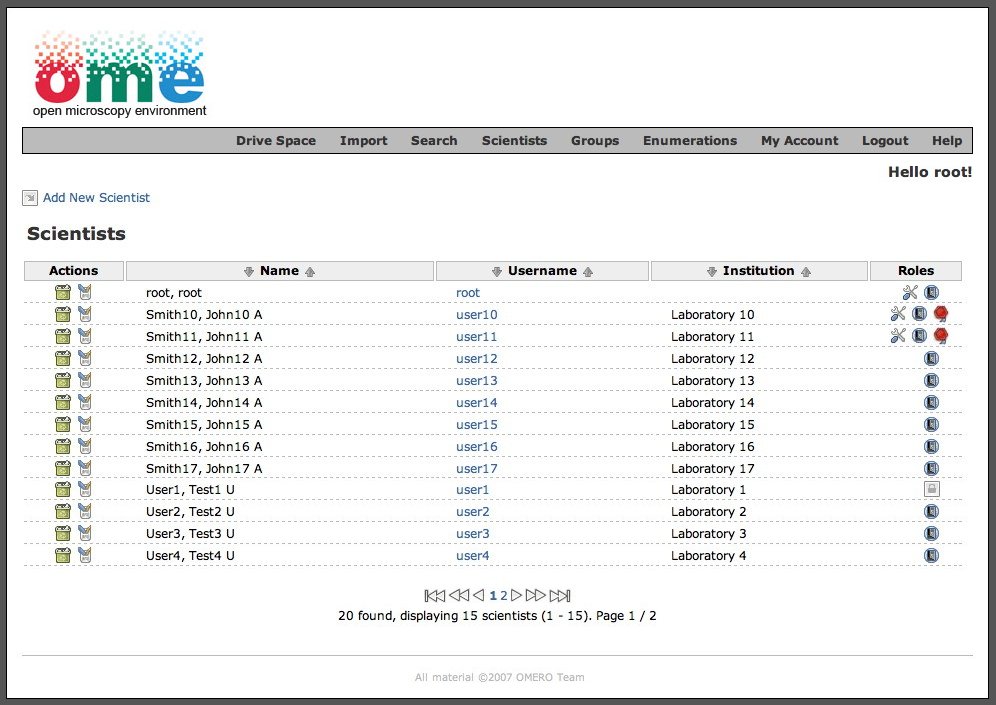 ome
open microscopy environment
Drive Space Import Search Scientists Groups Enumerations My Account Logout Help
Hello root!
Add New Scientist
Scientists
Actions Name Username Institution Roles
root, root root
Smith10, John10 A user10 Laboratory 10
Smith11, John11 A user11 Laboratory 11
Smith12, John12 A user12 Laboratory 12
Smith13, John13 A user13 Laboratory 13
Smith14, John14 A user14 Laboratory 14
Smith15, John15 A user15 Laboratory 15
Smith16, John16 A user16 Laboratory 16
Smith17, John17 A user17 Laboratory 17
User1, Test1 U user1 Laboratory 1
User2, Test2 U user2 Laboratory 2
User3, Test3 U user3 Laboratory 3
User4, Test4 U user4 Laboratory 4
1 2
20 found, displaying 15 scientists (1 - 15). Page 1 / 2
All material ©2007 OMERO Team